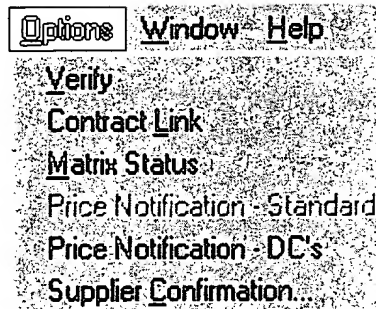 Options Window Help
Verify
Contract Link
Matrix Status
Price Notification - Standard
Price Notification - DC's
Supplier Confirmation...